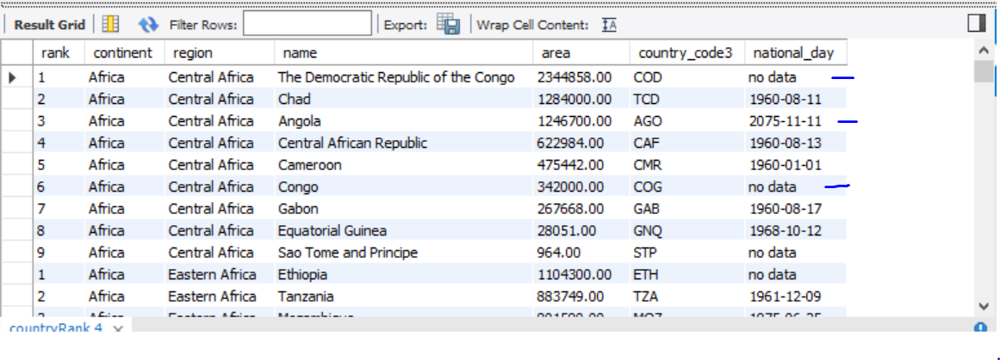 Result Grid Filter Rows: Export: Wrap Cell Content: IA
rank continent region name area country_code3 national_day
1 Africa Central Africa The Democratic Republic of the Congo 2344858.00 COD no data
2 Africa Central Africa Chad 1284000.00 TCD 1960-08-11
3 Africa Central Africa Angola 1246700.00 AGO 2075-11-11
4 Africa Central Africa Central African Republic 622984.00 CAF 1960-08-13
5 Africa Central Africa Cameroon 475442.00 CMR 1960-01-01
6 Africa Central Africa Congo 342000.00 COG no data
7 Africa Central Africa Gabon 267668.00 GAB 1960-08-17
8 Africa Central Africa Equatorial Guinea 28051.00 GNQ 1968-10-12
9 Africa Central Africa Sao Tome and Principe 964.00 STP no data
1 Africa Eastern Africa Ethiopia 1104300.00 ETH no data
2 Africa Eastern Africa Tanzania 883749.00 TZA 1961-12-09
Africa Eastern Africa Mozambique MOZ 1975-06-25
countryRank 4